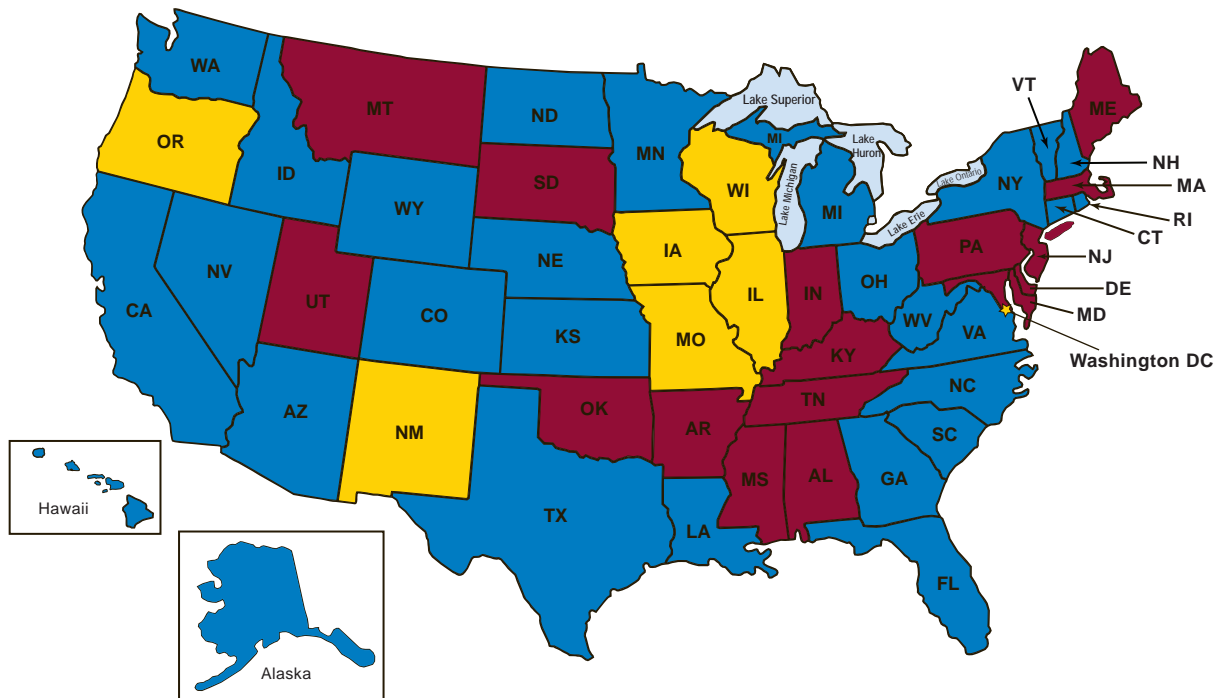 WA
OR
MT
ID
WY
ND
SD
MN
WI
MI
MI
Lake Superior
Lake
Huron
Lake Michigan
Lake Ontario
Lake Erie
NY
VT
ME
NH
MA
RI
CT
NJ
DE
MD
Washington DC
PA
NV
CA
UT
CO
NE
KS
IA
MO
IL
IN
OH
WV
VA
KY
NC
TN
SC
AZ
NM
OK
AR
TX
LA
MS
AL
GA
FL
Hawaii
Alaska